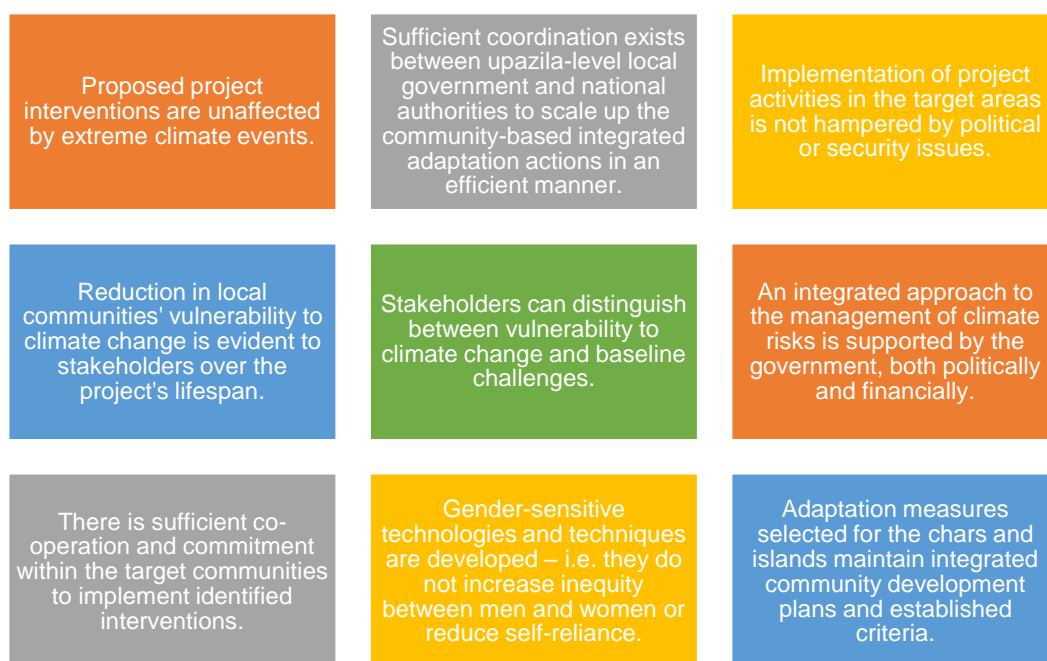 Proposed project
interventions are unaffected
by extreme climate events.
Sufficient coordination exists
between upazila-level local
government and national
authorities to scale up the
community-based integrated
adaptation actions in an
efficient manner.
Implementation of project
activities in the target areas
is not hampered by political
or security issues.
Reduction in local
communities' vulnerability to
climate change is evident to
stakeholders over the
project's lifespan.
Stakeholders can distinguish
between vulnerability to
climate change and baseline
challenges.
An integrated approach to
the management of climate
risks is supported by the
government, both politically
and financially.
There is sufficient co-
operation and commitment
within the target communities
to implement identified
interventions.
Gender-sensitive
technologies and techniques
are developed – i.e. they do
not increase inequity
between men and women or
reduce self-reliance.
Adaptation measures
selected for the chars and
islands maintain integrated
community development
plans and established
criteria.